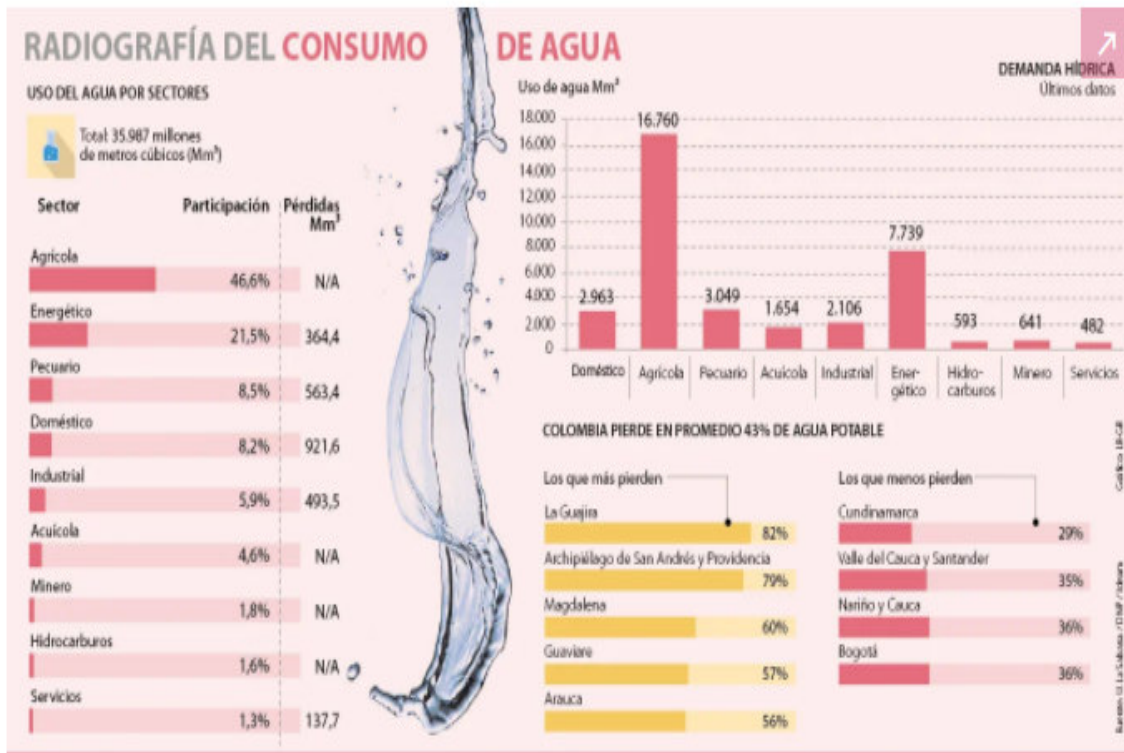 RADIOGRAFÍA DEL CONSUMO DE AGUA
USO DEL AGUA POR SECTORES
Total: 35.987 millones
de metros cúbicos (Mm³)
Sector Participación Pérdidas
Mm³
Agrícola
46,6% N/A
Energético
21,5% 364,4
Pecuario
8,5% 563,4
Doméstico
8,2% 921,6
Industrial
5,9% 493,5
Acuícola
4,6% N/A
Minero
1,8% N/A
Hidrocarburos
1,6% N/A
Servicios
1,3% 137,7
DEMANDA HÍDRICA
Últimos datos
Uso de agua Mm³
18.000
16.000
14.000
12.000
10.000
8.000
6.000
4.000
2.000
0
2.963 16.760 3.049 1.654 2.106 7.739 593 641 482
Doméstico Agrícola Pecuario Acuícola Industrial Ener- Hidro- Minero Servicios
gético carburos
COLOMBIA PIERDE EN PROMEDIO 43% DE AGUA POTABLE
Los que más pierden
La Guajira
82%
Archipiélago de San Andrés y Providencia
79%
Magdalena
60%
Guaviare
57%
Arauca
56%
Los que menos pierden
Cundinamarca
29%
Valle del Cauca y Santander
35%
Nariño y Cauca
36%
Bogotá
36%